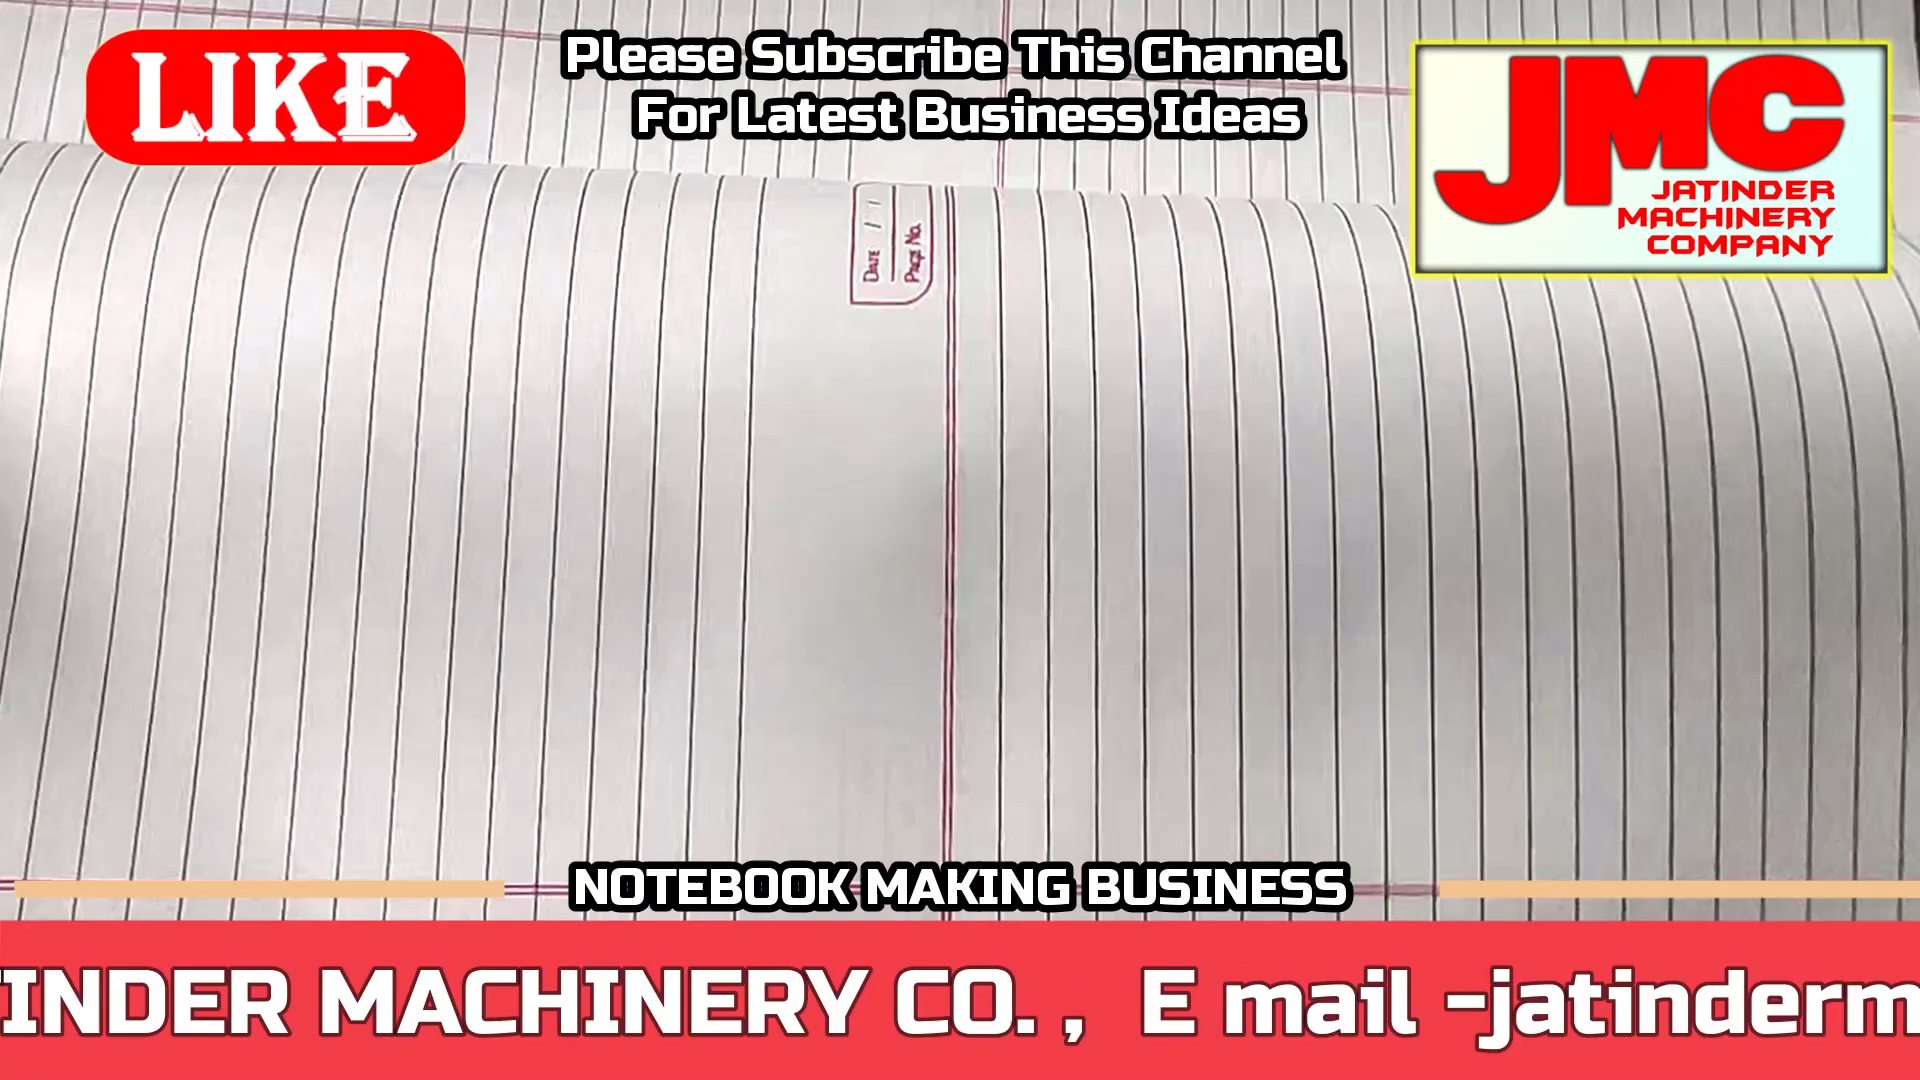 LIKE
Please Subscribe This Channel
For Latest Business Ideas
JMC
JATINDER
MACHINERY
COMPANY
DATE / /
PAGE NO.
NOTEBOOK MAKING BUSINESS
INDER MACHINERY CO. , E mail -jatinderm